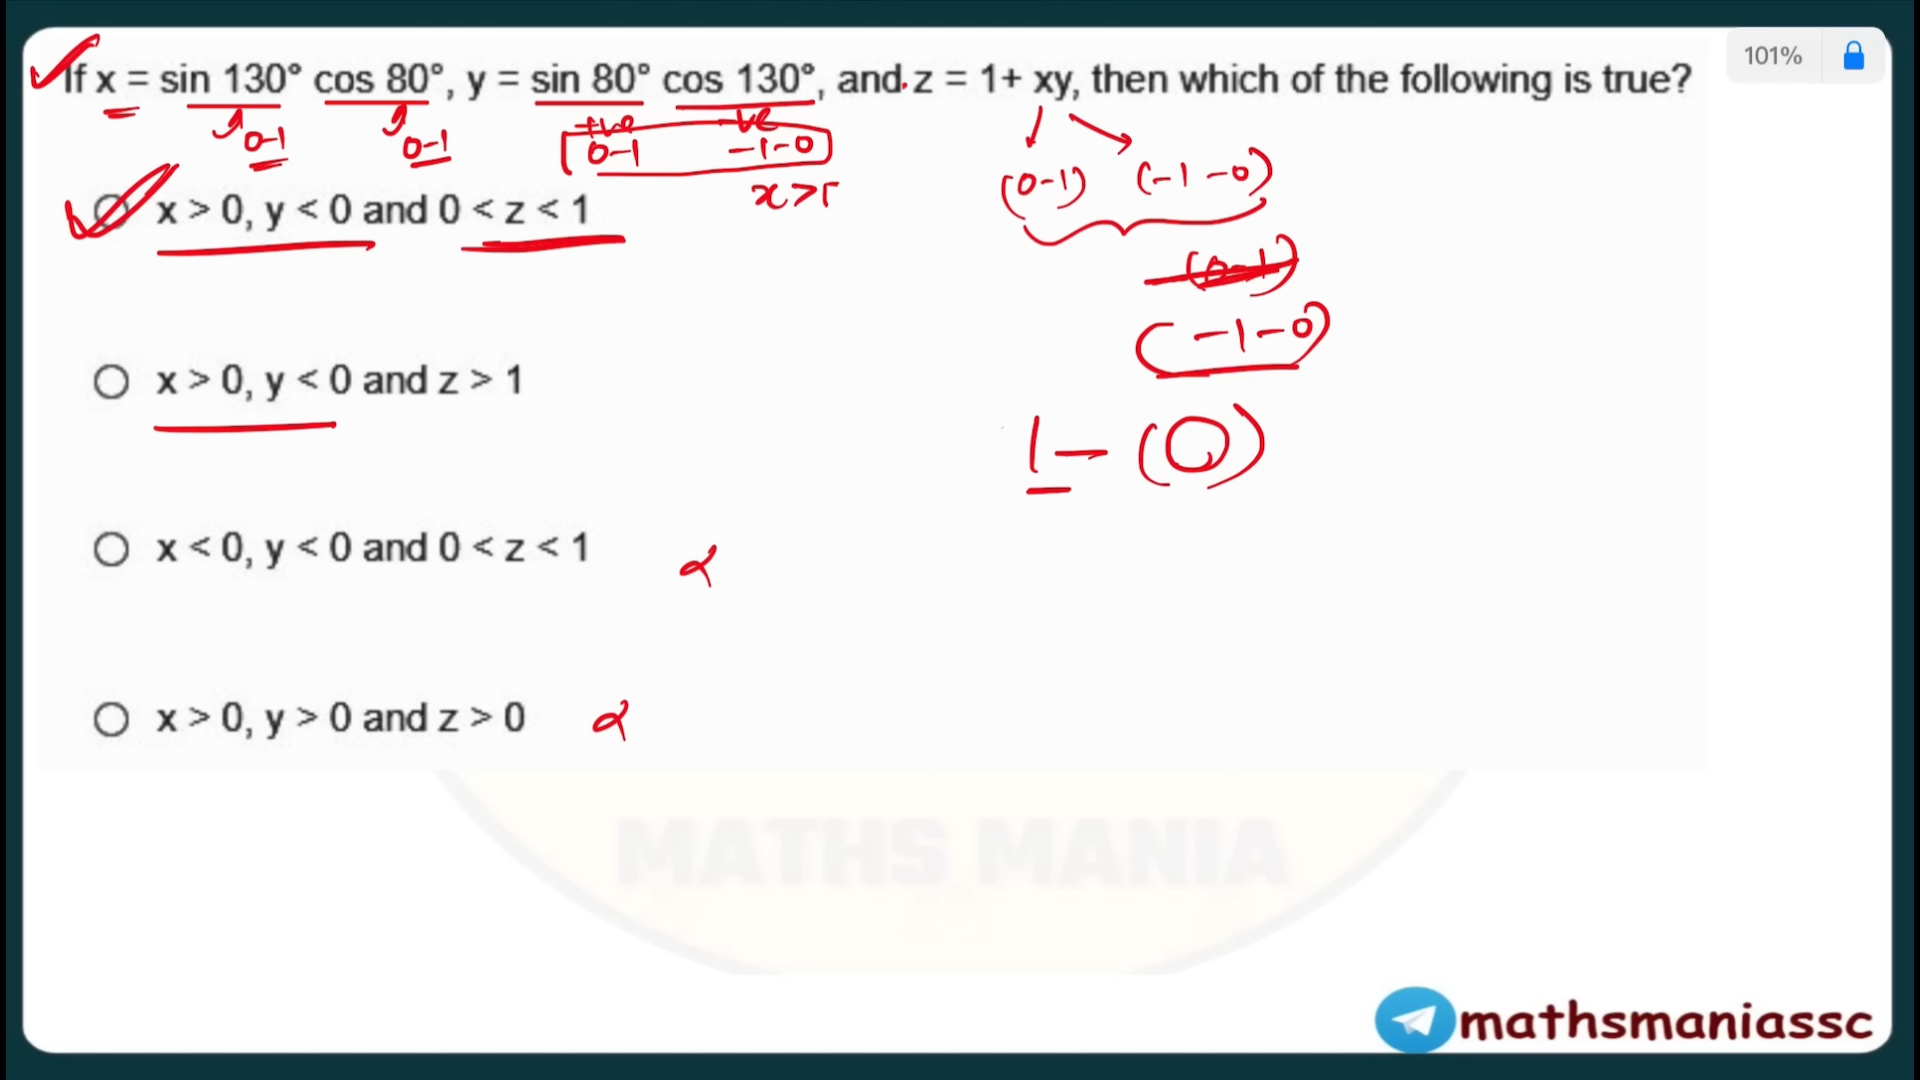 101%
If x = sin 130° cos 80°, y = sin 80° cos 130°, and z = 1+ xy, then which of the following is true?
+ve -ve
0-1 0-1 0-1 -1-0
(0-1) (-1 -0)
x > 0, y < 0 and 0 < z < 1
(0-1)
(-1-0)
x > 0, y < 0 and z > 1
1-(0)
x < 0, y < 0 and 0 < z < 1
x > 0, y > 0 and z > 0
MATHS MANIA
mathsmaniassc